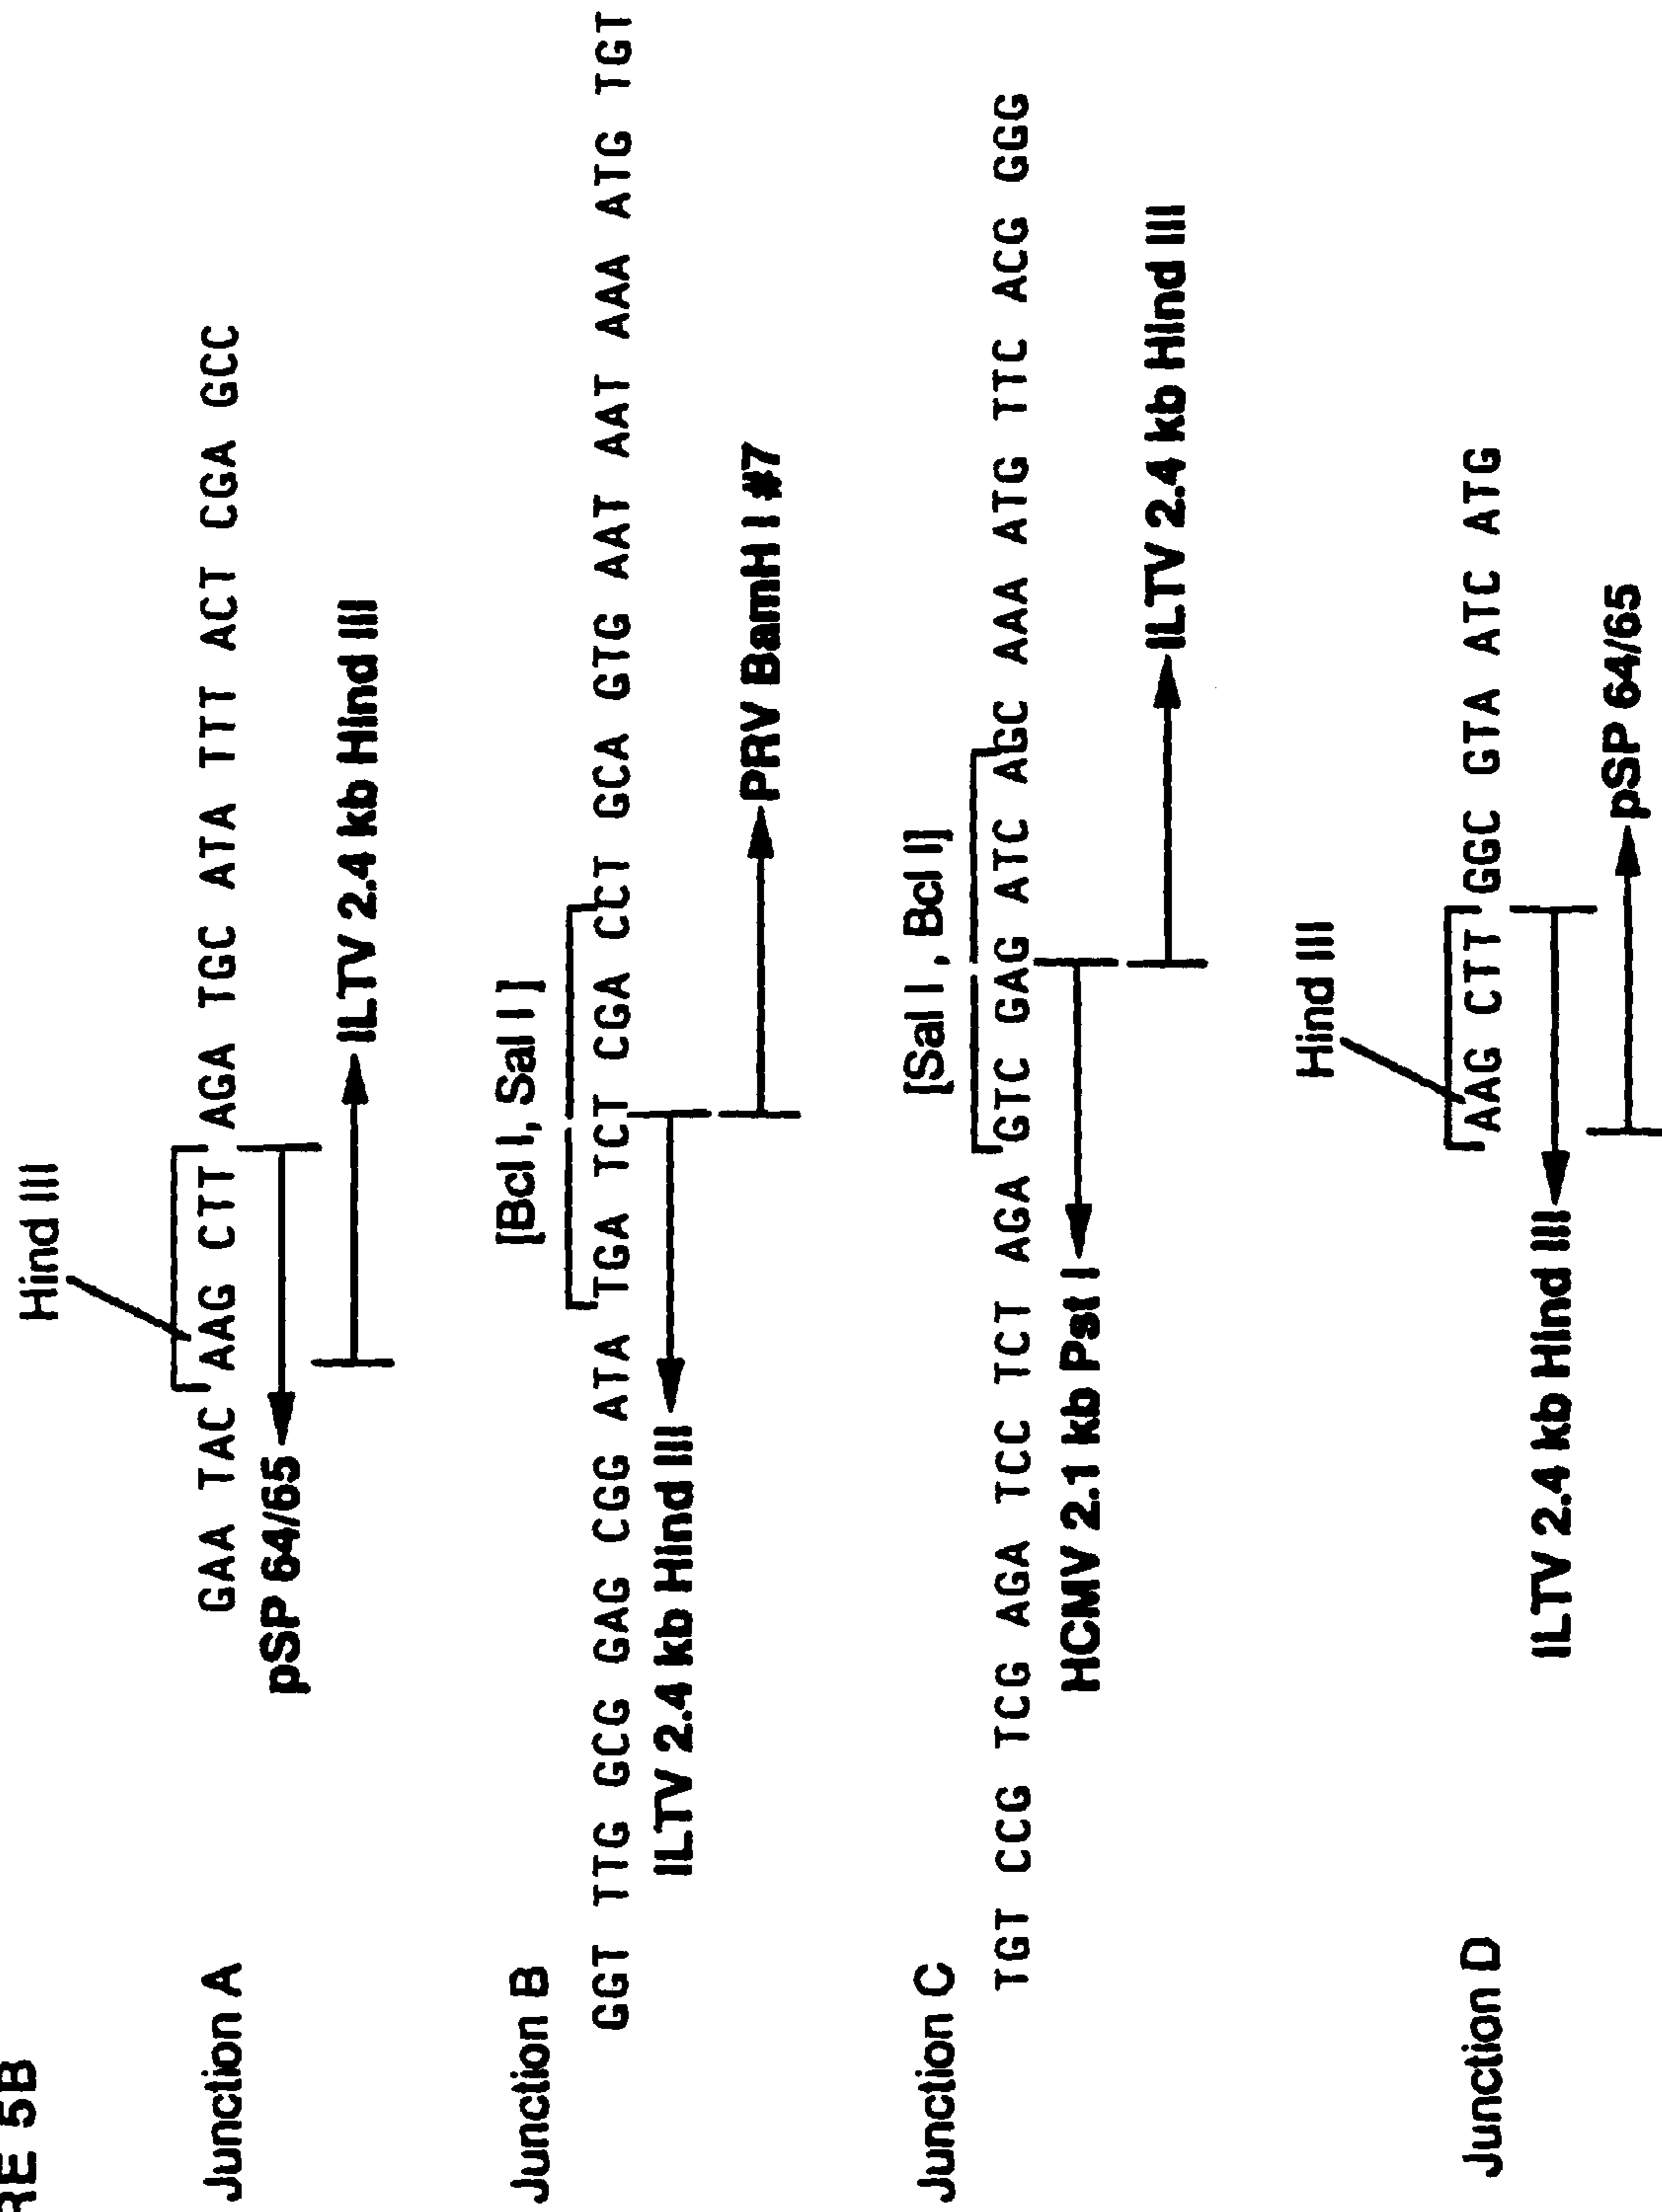 RE 5B
Hind III
Junction A
GAA TAC AAG CTT AGA TGC ATA TTT ACT CGA GCC
pSP 64/65
ILTV 2.4 kb Hind III
[Bcl I, Sal I]
Junction B
GGT TTG GCG GAG CGG ATA TGA TCT CGA CCT GCA GTG AAT AAT AAA ATG TGT
ILTV 2.4 kb Hind III
PRV BamH I #7
[Sal I, Bcl I]
Junction C
TGT CCG TCG AGA TCC TCT AGA GTC GAG ATC AGC AAA ATG TTC ACG GGG
HCMV 2.1 kb Pst I
ILTV 2.4 kb Hind III
Hind III
Junction D
AAG CTT GGC GTA ATC ATG
ILTV 2.4 kb Hind III
pSP 64/65